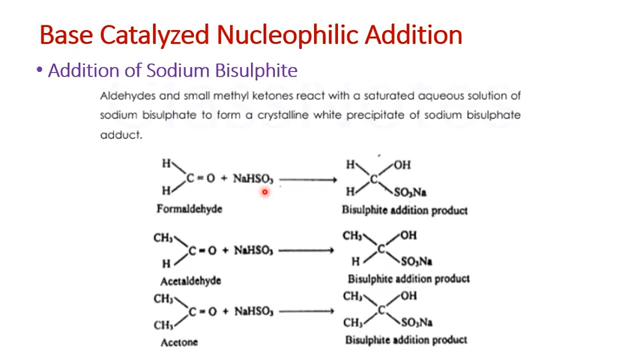 Base Catalyzed Nucleophilic Addition
• Addition of Sodium Bisulphite
Aldehydes and small methyl ketones react with a saturated aqueous solution of
sodium bisulphate to form a crystalline white precipitate of sodium bisulphate
adduct.
H
H
C = O + NaHSO₃
H
H
C
OH
SO₃Na
Formaldehyde
Bisulphite addition product
CH₃
H
C = O + NaHSO₃
CH₃
H
C
OH
SO₃Na
Acetaldehyde
Bisulphite addition product
CH₃
CH₃
C = O + NaHSO₃
CH₃
CH₃
C
OH
SO₃Na
Acetone
Bisulphite addition product